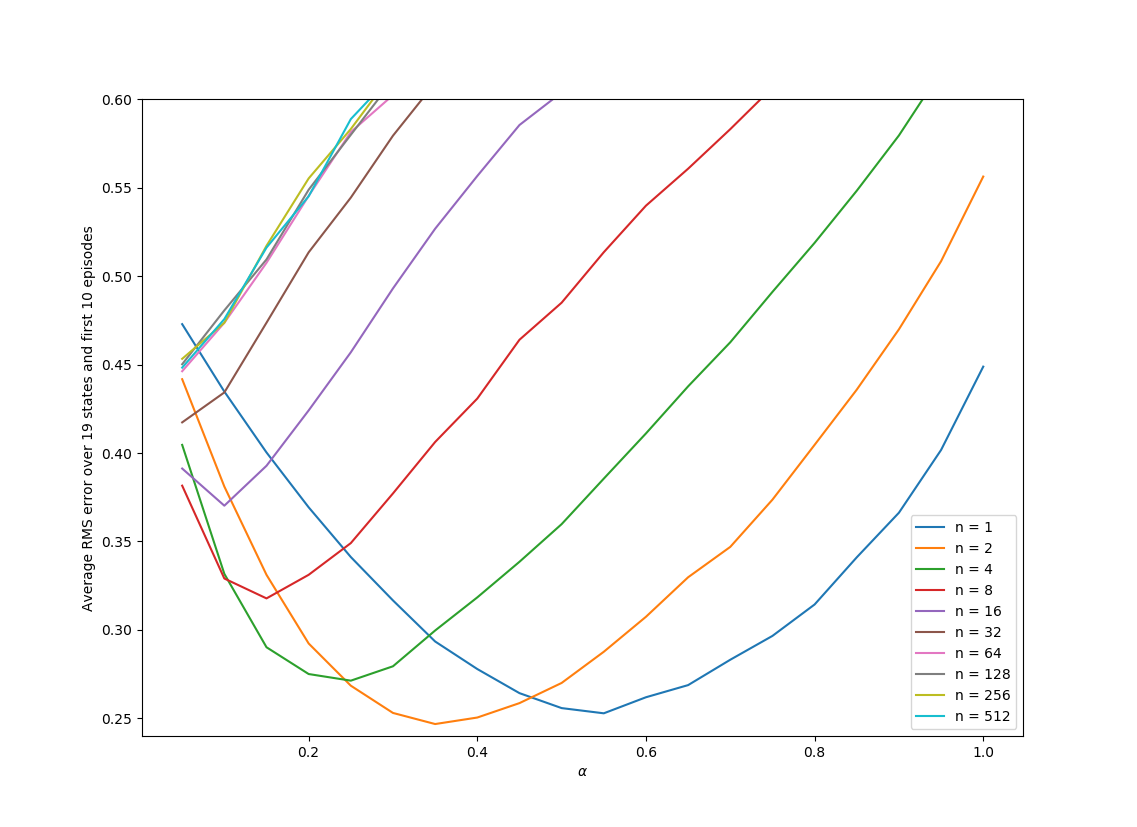 0.60
0.55
0.50
0.45
0.40
0.35
0.30
0.25
Average RMS error over 19 states and first 10 episodes
0.2 0.4 0.6 0.8 1.0
α
n = 1
n = 2
n = 4
n = 8
n = 16
n = 32
n = 64
n = 128
n = 256
n = 512